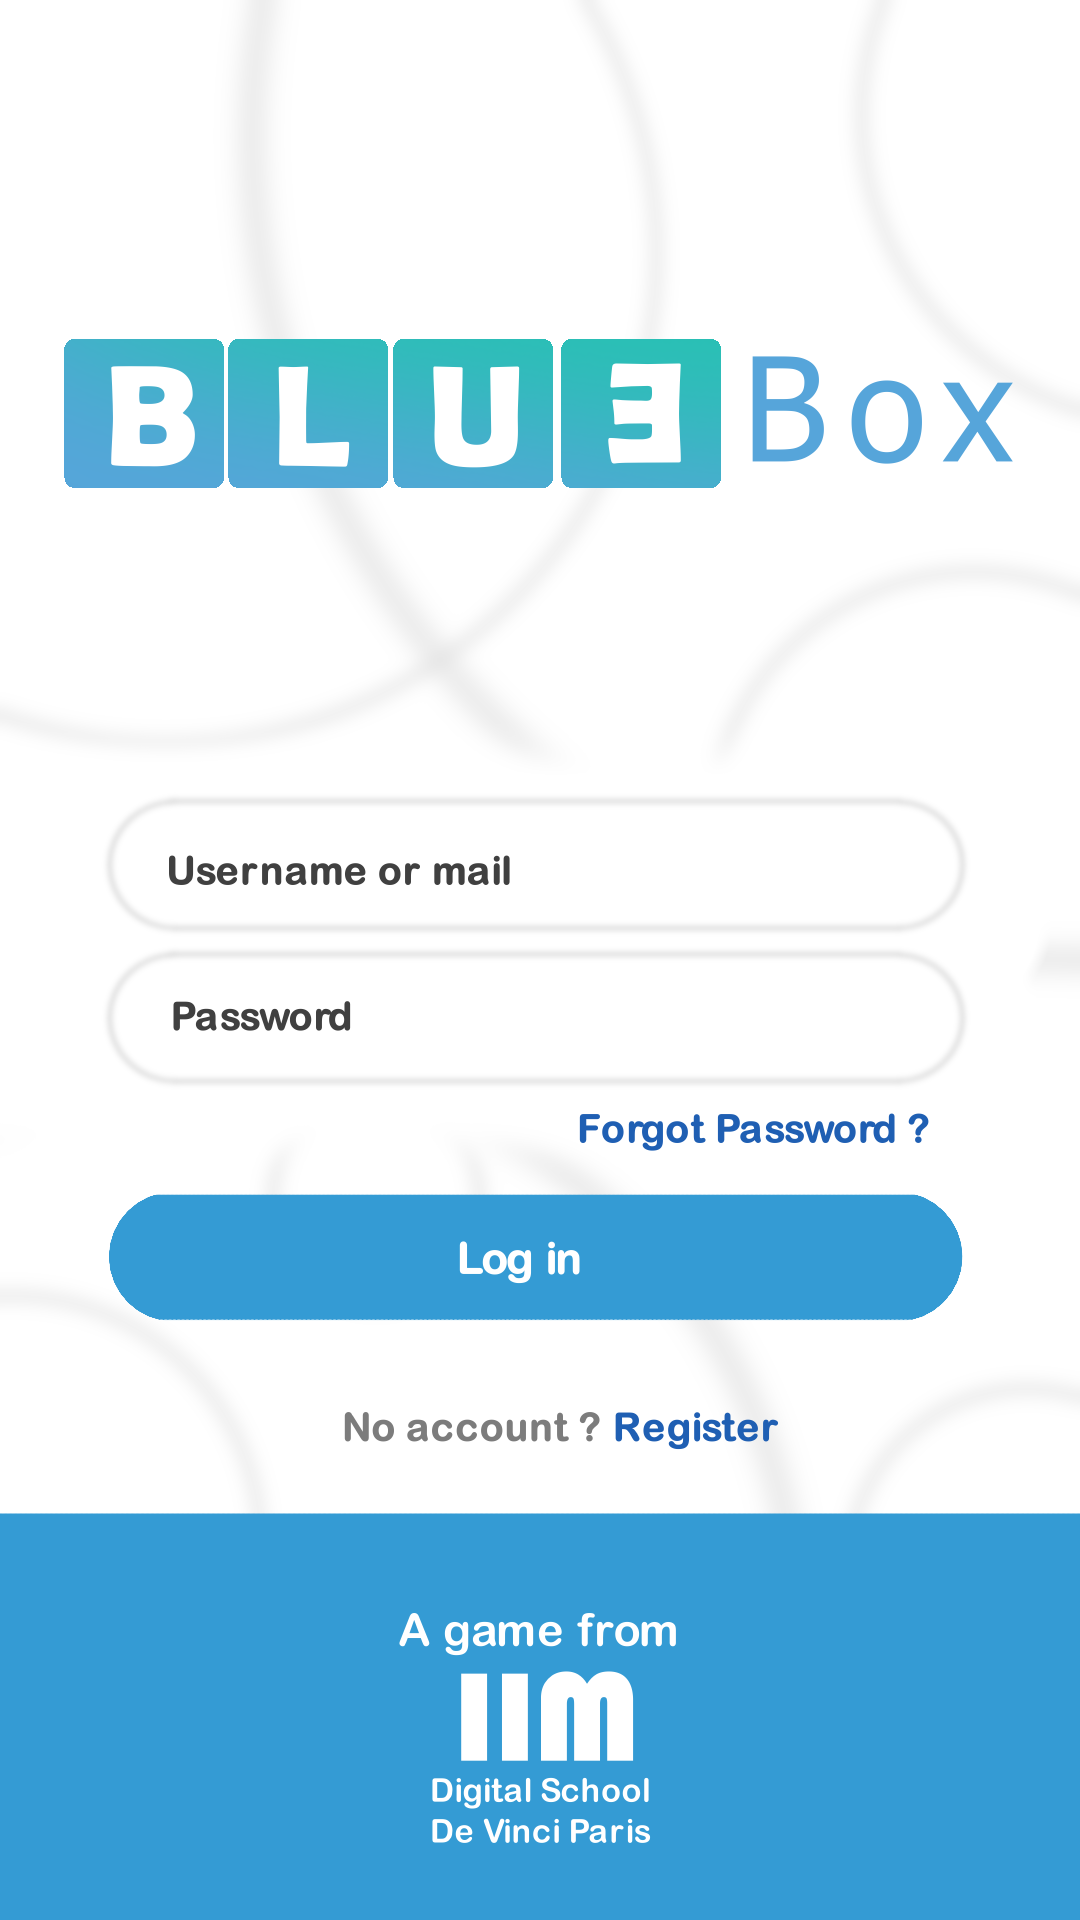 BLUE Box
Username or mail
Password
Forgot Password ?
Log in
No account ? Register
A game from
IIM
Digital School
De Vinci Paris